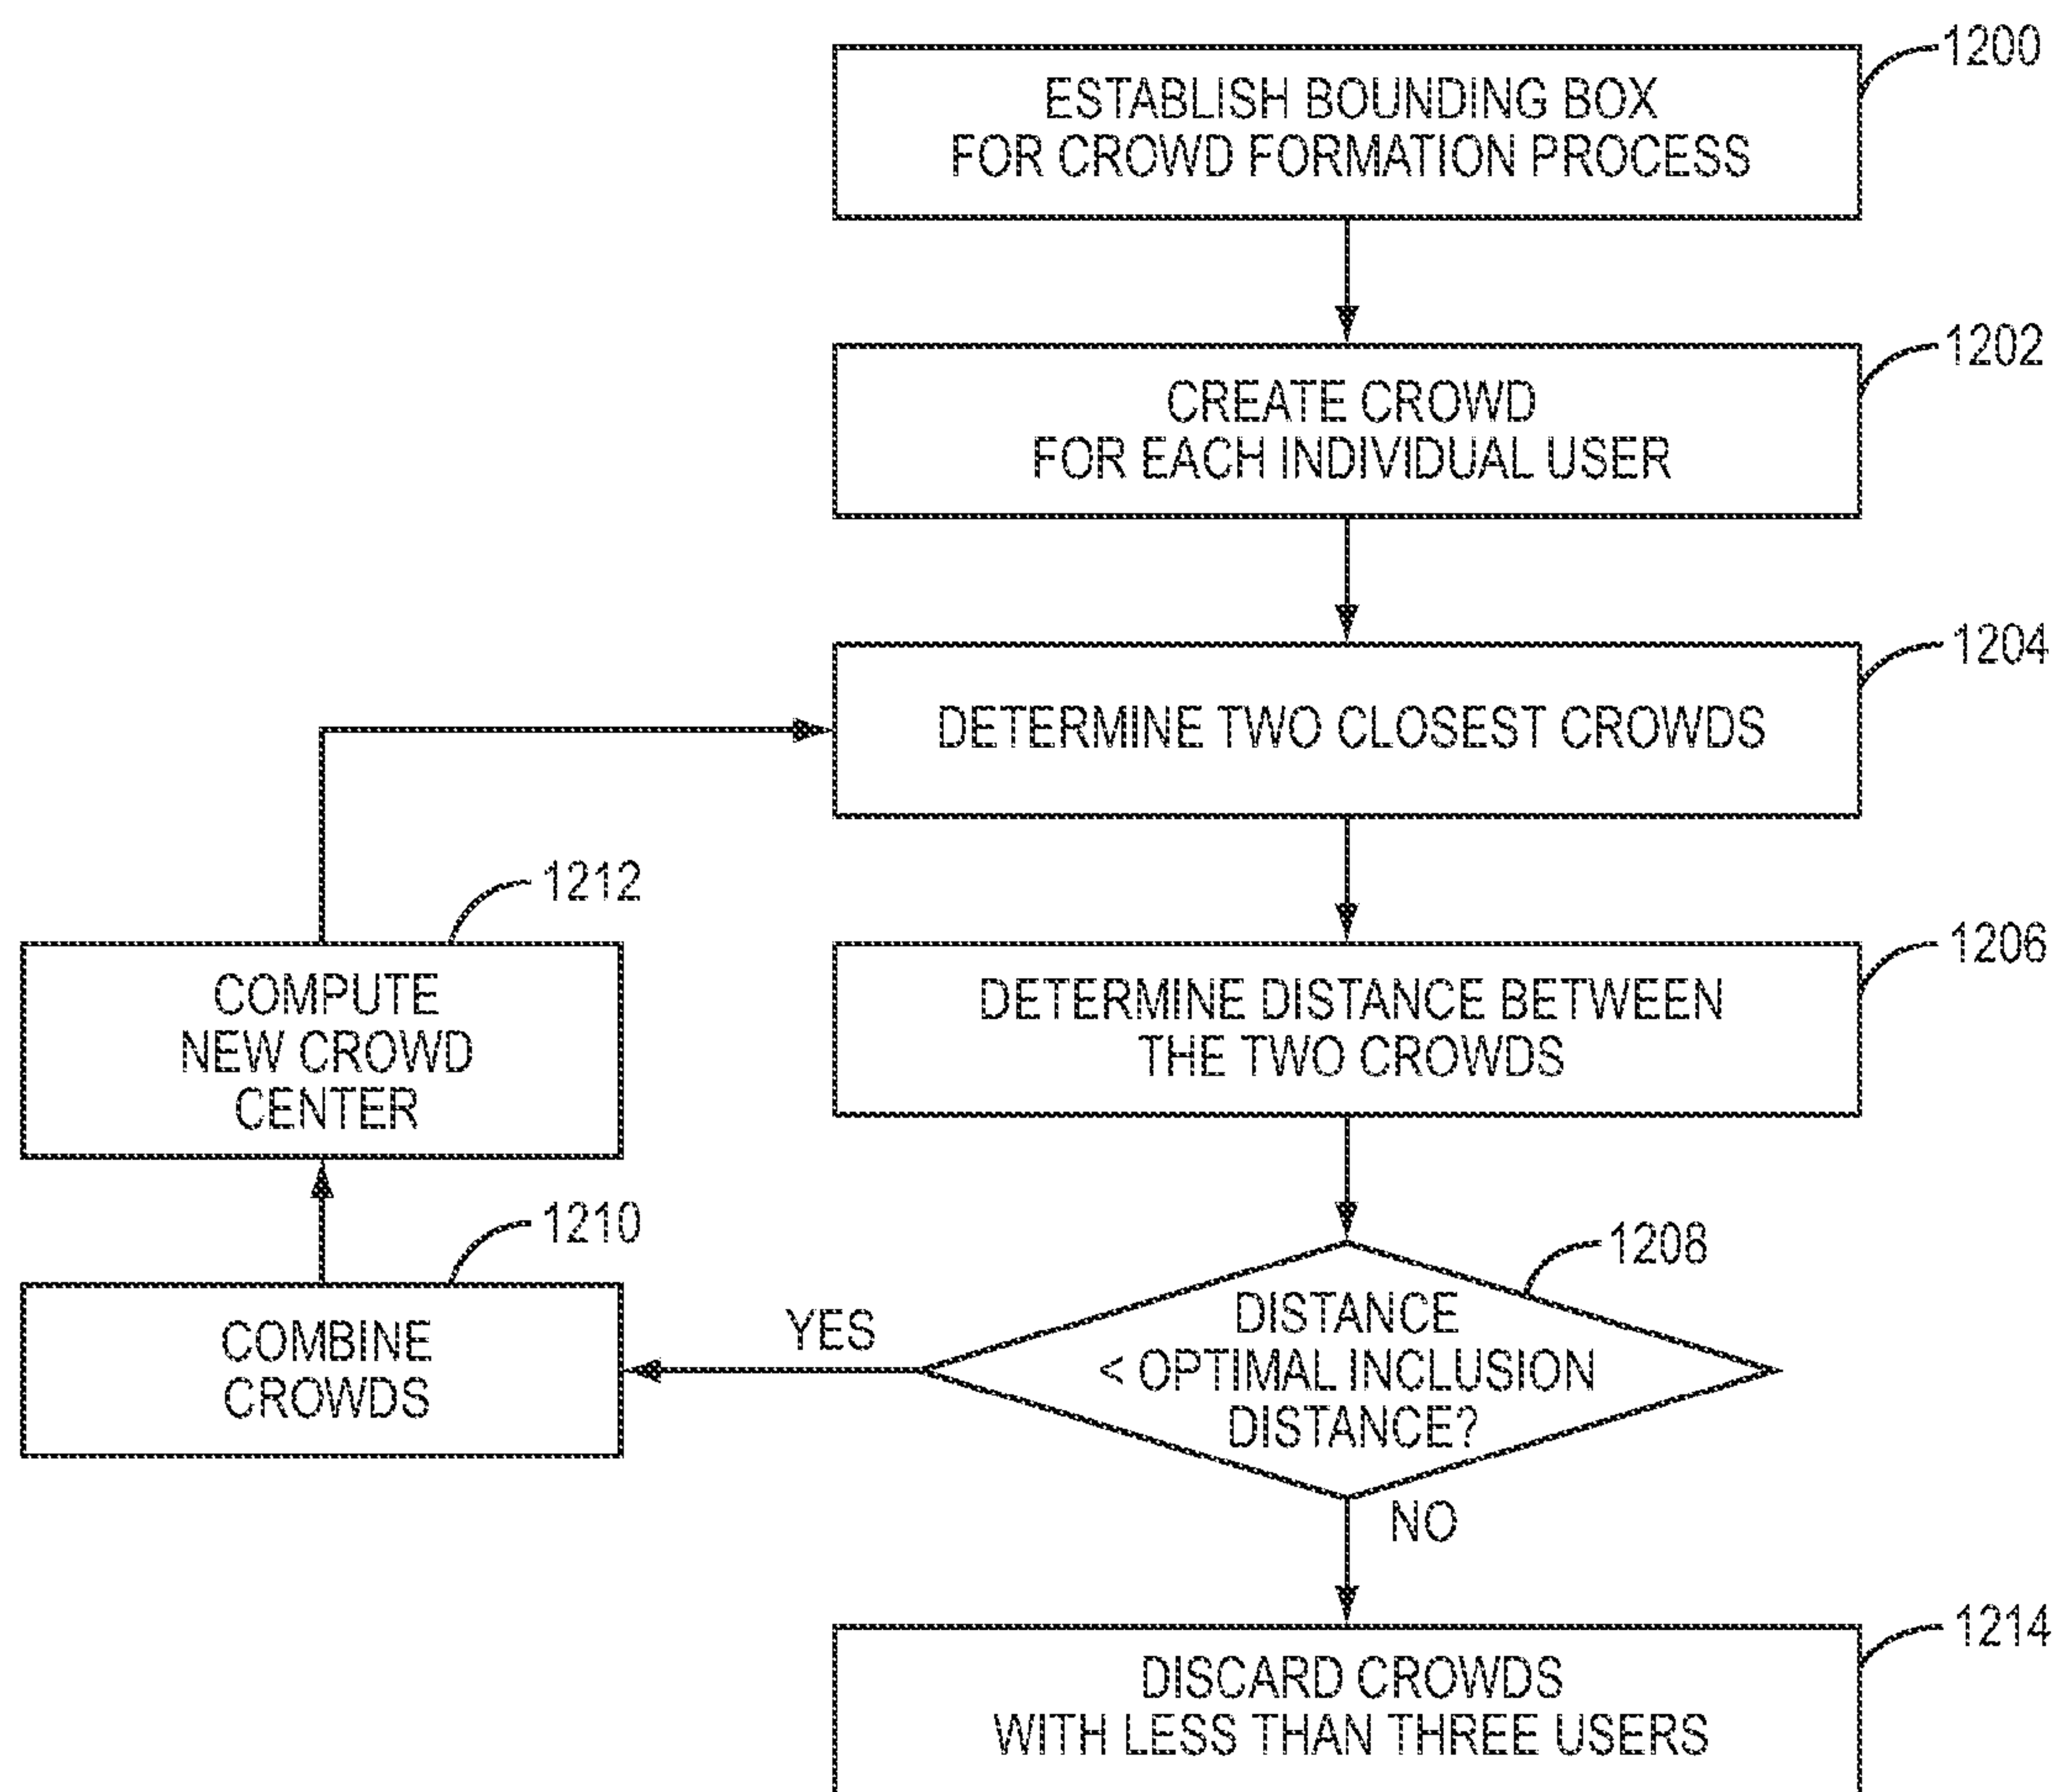 1200
ESTABLISH BOUNDING BOX
FOR CROWD FORMATION PROCESS
1202
CREATE CROWD
FOR EACH INDIVIDUAL USER
1204
DETERMINE TWO CLOSEST CROWDS
1206
DETERMINE DISTANCE BETWEEN
THE TWO CROWDS
1208
DISTANCE
< OPTIMAL INCLUSION
DISTANCE?
YES
1210
COMBINE
CROWDS
1212
COMPUTE
NEW CROWD
CENTER
NO
1214
DISCARD CROWDS
WITH LESS THAN THREE USERS